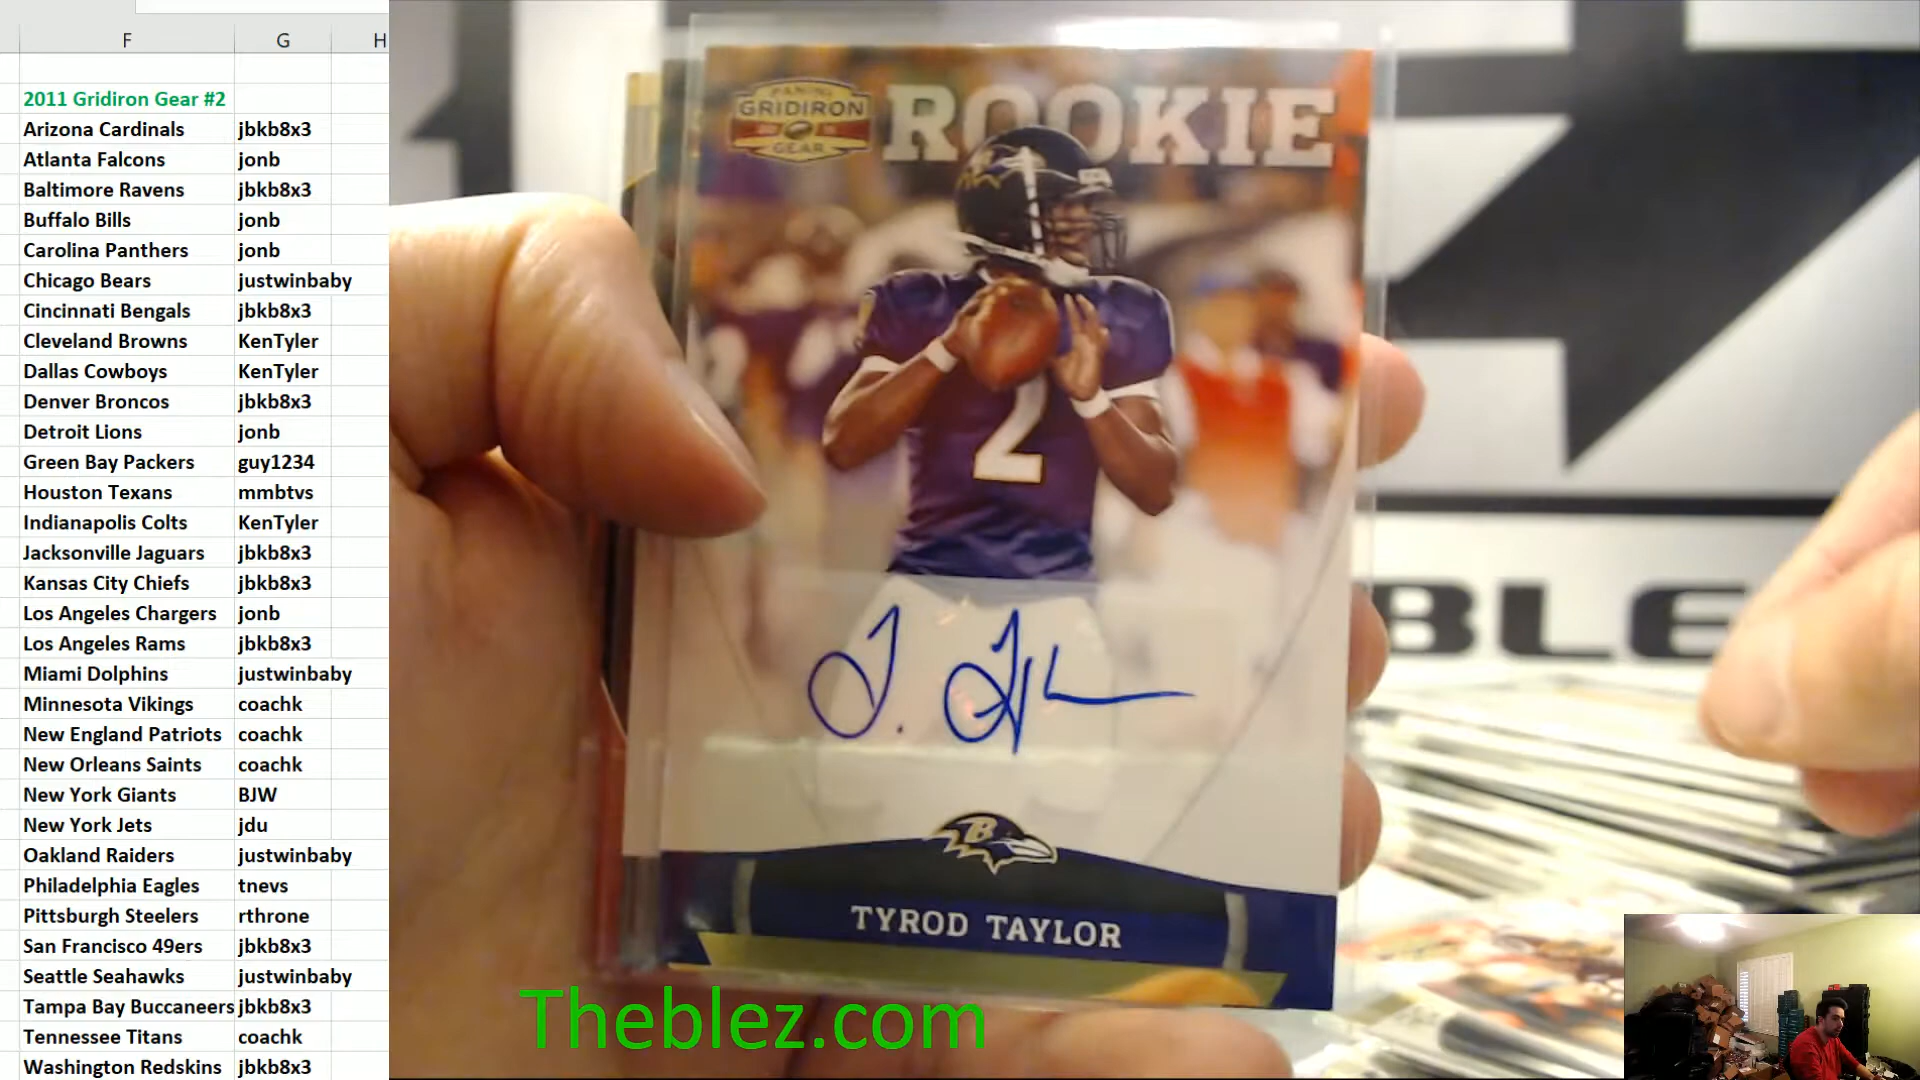 F G H
2011 Gridiron Gear #2
Arizona Cardinals jbkb8x3
Atlanta Falcons jonb
Baltimore Ravens jbkb8x3
Buffalo Bills jonb
Carolina Panthers jonb
Chicago Bears justwinbaby
Cincinnati Bengals jbkb8x3
Cleveland Browns KenTyler
Dallas Cowboys KenTyler
Denver Broncos jbkb8x3
Detroit Lions jonb
Green Bay Packers guy1234
Houston Texans mmbtvs
Indianapolis Colts KenTyler
Jacksonville Jaguars jbkb8x3
Kansas City Chiefs jbkb8x3
Los Angeles Chargers jonb
Los Angeles Rams jbkb8x3
Miami Dolphins justwinbaby
Minnesota Vikings coachk
New England Patriots coachk
New Orleans Saints coachk
New York Giants BJW
New York Jets jdu
Oakland Raiders justwinbaby
Philadelphia Eagles tnevs
Pittsburgh Steelers rthrone
San Francisco 49ers jbkb8x3
Seattle Seahawks justwinbaby
Tampa Bay Buccaneers jbkb8x3
Tennessee Titans coachk
Washington Redskins jbkb8x3
PANINI
GRIDIRON
GEAR
ROOKIE
2
B
TYROD TAYLOR
BLE
Theblez.com